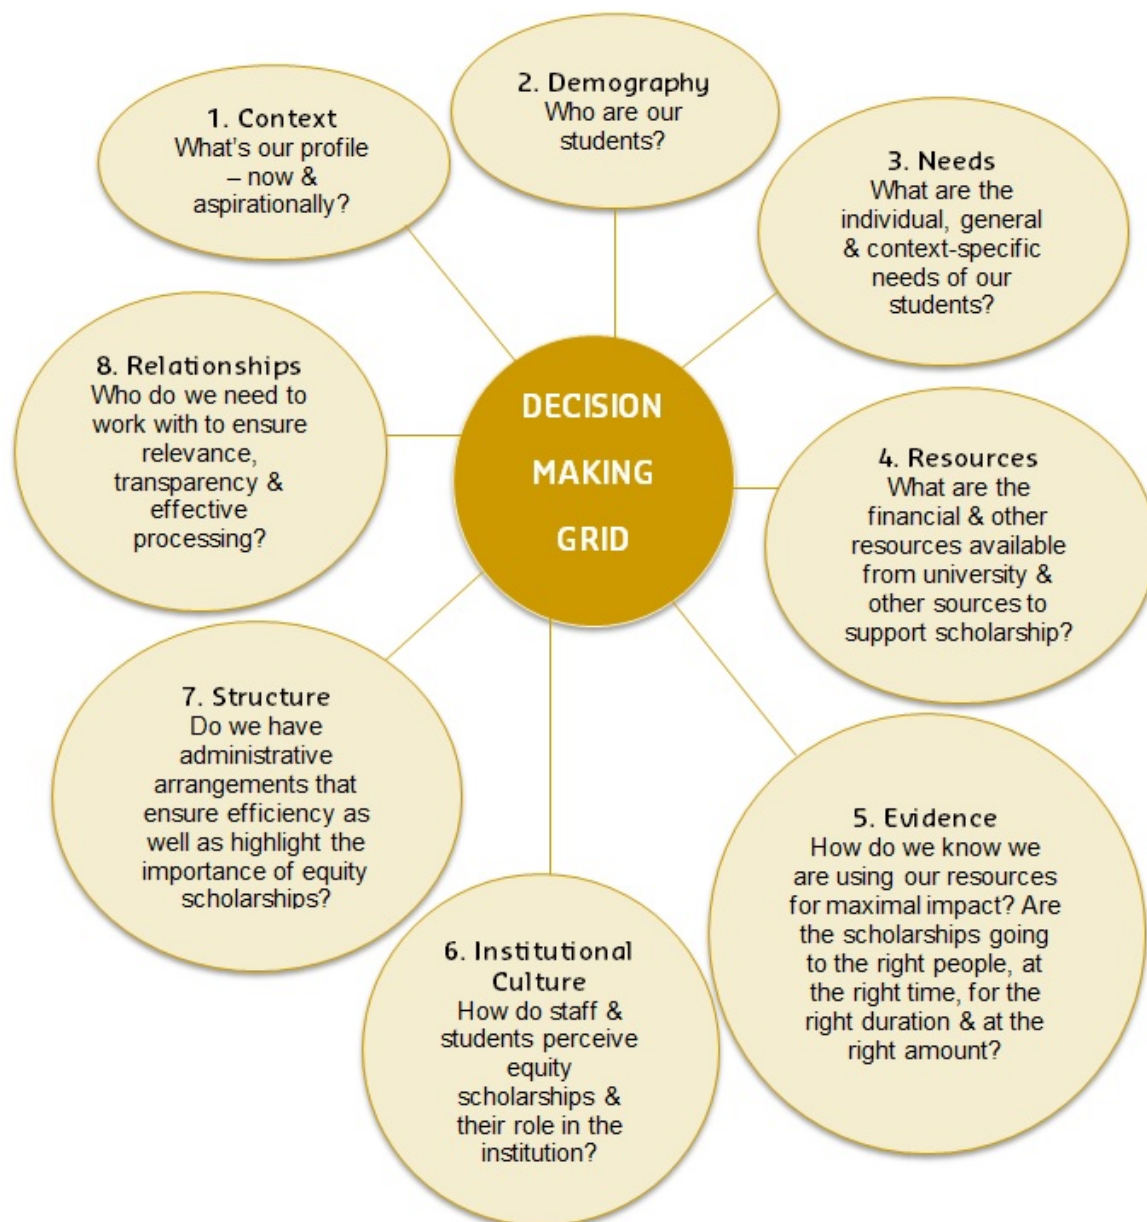 1. Context
What's our profile
– now &
aspirationally?
2. Demography
Who are our
students?
3. Needs
What are the
individual, general
& context-specific
needs of our
students?
DECISION
MAKING
GRID
4. Resources
What are the
financial & other
resources available
from university &
other sources to
support scholarship?
5. Evidence
How do we know we
are using our resources
for maximal impact? Are
the scholarships going
to the right people, at
the right time, for the
right duration & at the
right amount?
6. Institutional
Culture
How do staff &
students perceive
equity
scholarships &
their role in the
institution?
7. Structure
Do we have
administrative
arrangements that
ensure efficiency as
well as highlight the
importance of equity
scholarships?
8. Relationships
Who do we need to
work with to ensure
relevance,
transparency &
effective
processing?